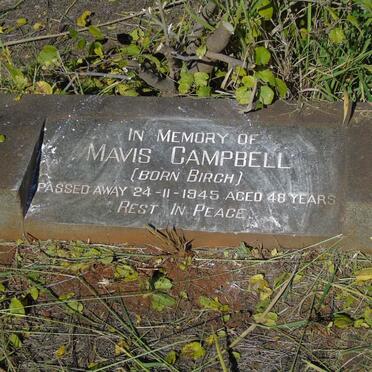 IN MEMORY OF
MAVIS CAMPBELL
(BORN BIRCH)
PASSED AWAY 24-11-1945 AGED 48 YEARS
REST IN PEACE